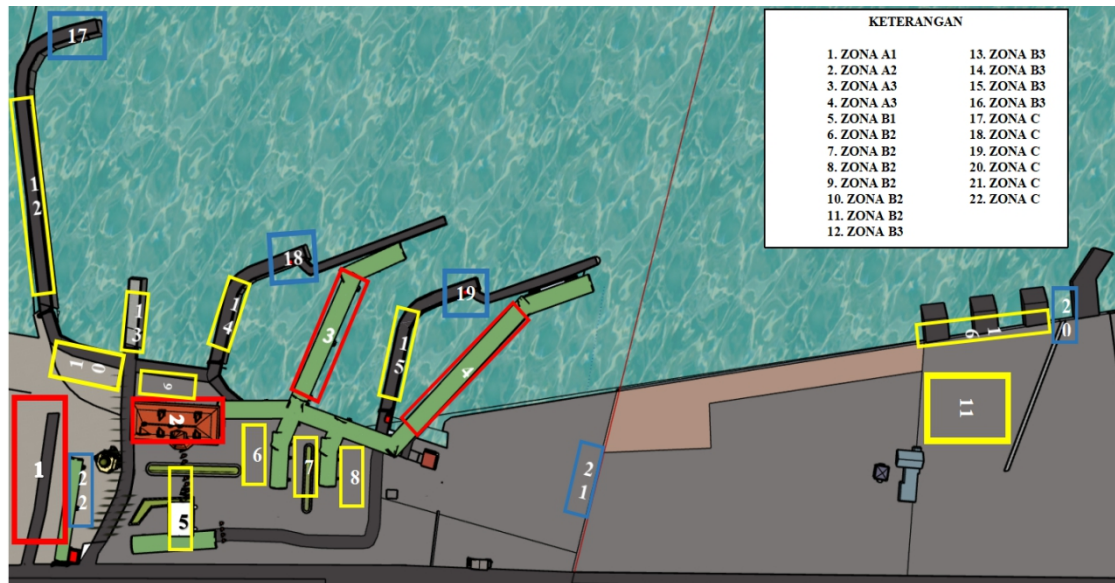 KETERANGAN
1. ZONA A1
2. ZONA A2
3. ZONA A3
4. ZONA A3
5. ZONA B1
6. ZONA B2
7. ZONA B2
8. ZONA B2
9. ZONA B2
10. ZONA B2
11. ZONA B2
12. ZONA B3
13. ZONA B3
14. ZONA B3
15. ZONA B3
16. ZONA B3
17. ZONA C
18. ZONA C
19. ZONA C
20. ZONA C
21. ZONA C
22. ZONA C
17
12
18
13
14
19
3
15
20
16
10
9
4
2
11
6
7
8
1
22
21
5